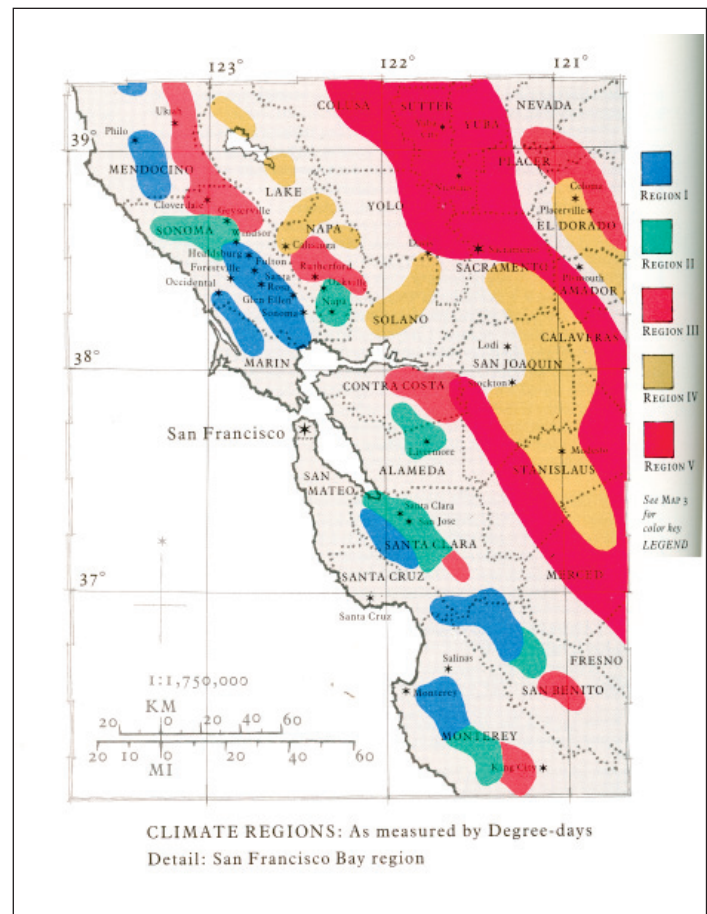 123° 122° 121°
COLUSA SUTTER NEVADA
Ukiah
YUBA
Philo
39°
PLACER
MENDOCINO
LAKE
Coloma
Cloverdale
YOLO
Placerville
Geyserville
EL DORADO
SONOMA Windsor
NAPA
Healdsburg
Calistoga
Forestville Fulton
SACRAMENTO
Occidental Santa
Rutherford
Rosa
Oakville
AMADOR
Glen Ellen
Napa
Sonoma
SOLANO
CALAVERAS
Lodi
38°
MARIN
SAN JOAQUIN
CONTRA COSTA
Stockton
San Francisco
Livermore
Modesto
STANISLAUS
SAN
MATEO
ALAMEDA
Santa Clara
San Jose
SANTA CLARA
SANTA CRUZ
MERCED
37°
Santa Cruz
Salinas
FRESNO
1:1,750,000
Monterey
SAN BENITO
KM
20 0 20 40 60
MONTEREY
20 10 0 20 40 60
King City
MI
REGION I
REGION II
REGION III
REGION IV
REGION V
See MAP 3
for
color key
LEGEND
CLIMATE REGIONS: As measured by Degree-days
Detail: San Francisco Bay region